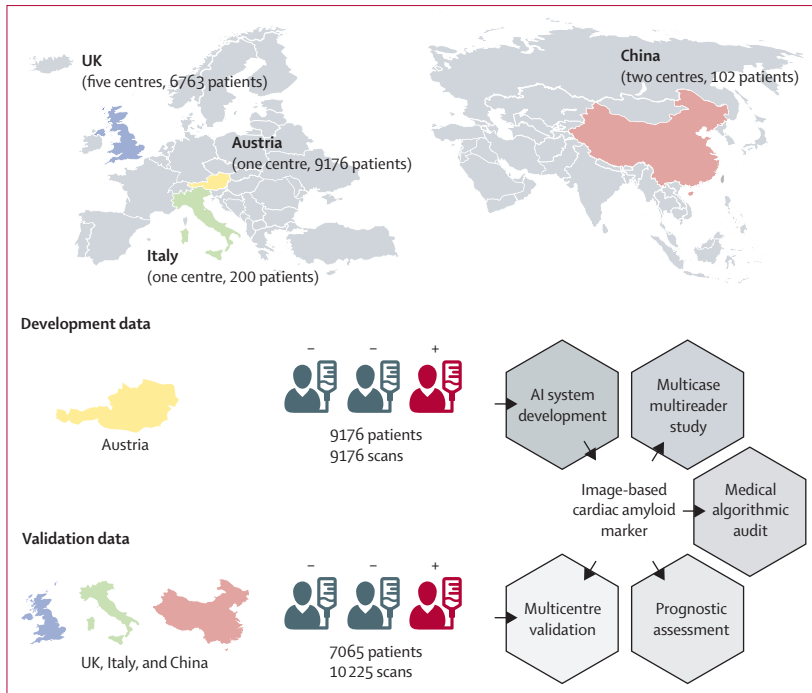 UK
(five centres, 6763 patients)
China
(two centres, 102 patients)
Austria
(one centre, 9176 patients)
Italy
(one centre, 200 patients)
Development data
Austria
– – +
9176 patients
9176 scans
AI system
development
Multicase
multireader
study
Image-based
cardiac amyloid
marker
Medical
algorithmic
audit
Validation data
UK, Italy, and China
– – +
7065 patients
10 225 scans
Multicentre
validation
Prognostic
assessment